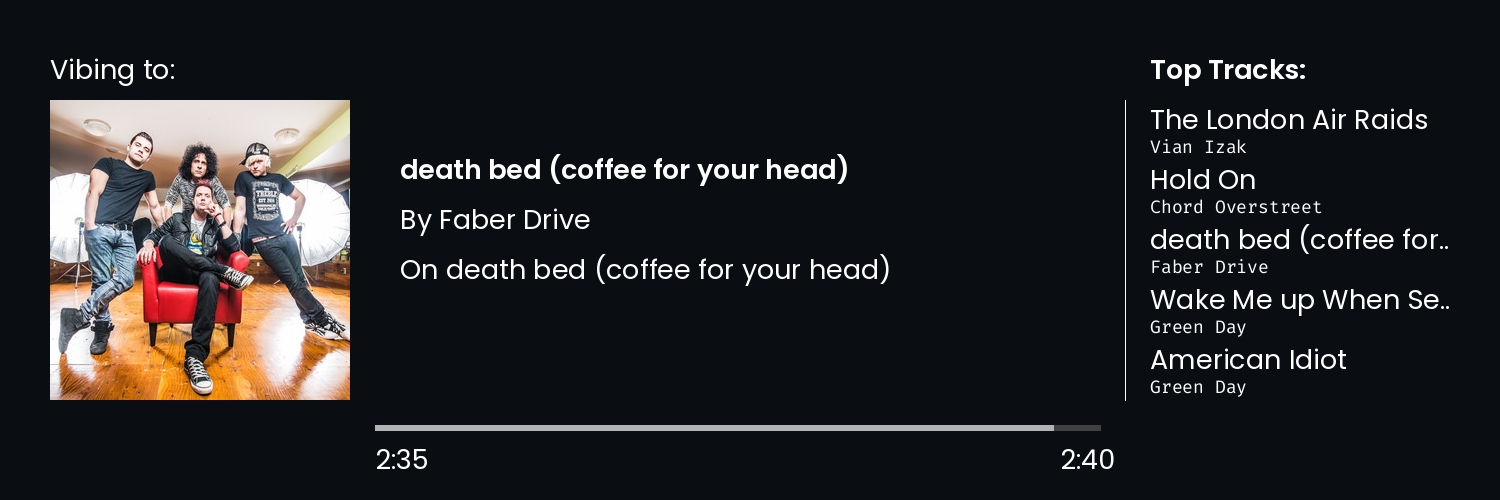 Vibing to:
death bed (coffee for your head)
By Faber Drive
On death bed (coffee for your head)
2:35
2:40
Top Tracks:
The London Air Raids
Vian Izak
Hold On
Chord Overstreet
death bed (coffee for..
Faber Drive
Wake Me up When Se..
Green Day
American Idiot
Green Day